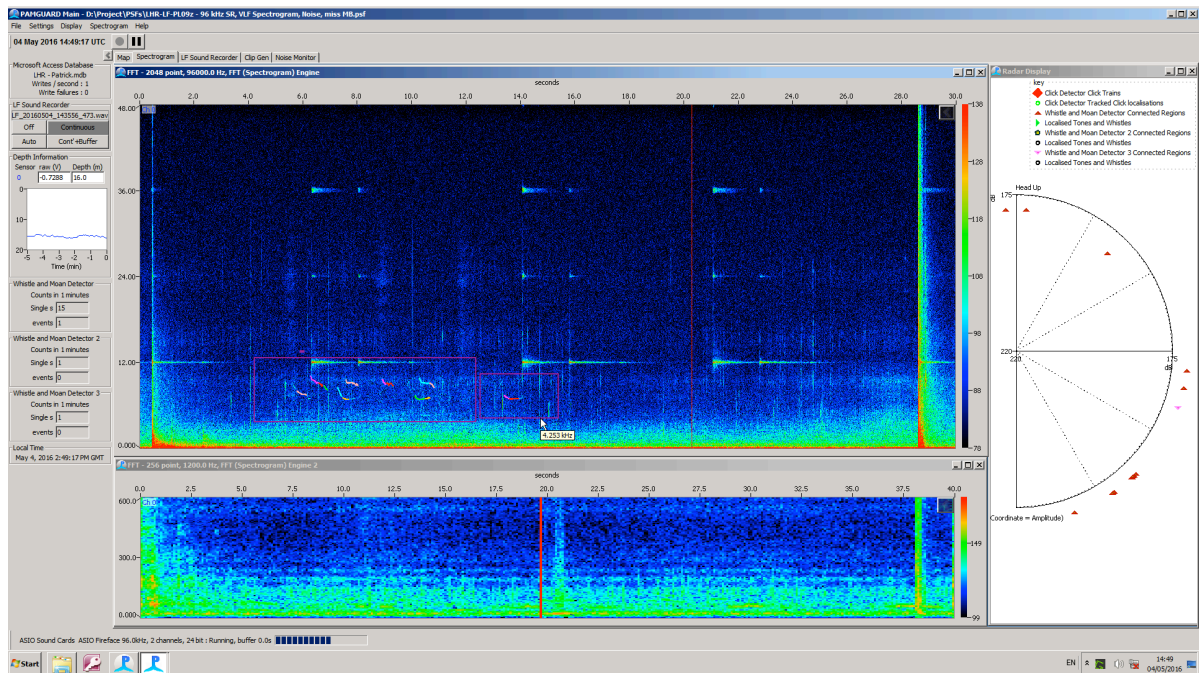 PAMGUARD Main - D:\Project\PSFs\LHR-LF-PL09z - 96 kHz SR, VLF Spectrogram, Noise, miss MB.psf
File Settings Display Spectrogram Help
04 May 2016 14:49:17 UTC
Map Spectrogram LF Sound Recorder Clip Gen Noise Monitor
Microsoft Access Database
LHR - Patrick.mdb
Writes / second : 1
Write failures : 0
LF Sound Recorder
LF_20160504_143556_473.wav
Off Continuous
Auto Cont'+Buffer
Depth Information
Sensor raw (V) Depth (m)
0 -0.7288 16.0
0
10
20
-5 -4 -3 -2 -1 0
Time (min)
Whistle and Moan Detector
Counts in 1 minutes
Single s 15
events 1
Whistle and Moan Detector 2
Counts in 1 minutes
Single s 1
events 0
Whistle and Moan Detector 3
Counts in 1 minutes
Single s 1
events 0
Local Time
May 4, 2016 2:49:17 PM GMT
FFT - 2048 point, 96000.0 Hz, FFT (Spectrogram) Engine
seconds
0.0 2.0 4.0 6.0 8.0 10.0 12.0 14.0 16.0 18.0 20.0 22.0 24.0 26.0 28.0 30.0
48.00
Ch 0
36.00
24.00
12.00
0.000
4.253 kHz
138
128
118
108
98
88
78
FFT - 256 point, 1200.0 Hz, FFT (Spectrogram) Engine 2
seconds
0.0 2.5 5.0 7.5 10.0 12.5 15.0 17.5 20.0 22.5 25.0 27.5 30.0 32.5 35.0 37.5 40.0
600.0
Ch 0
300.0
0.000
149
99
Radar Display
key
Click Detector Click Trains
Click Detector Tracked Click localisations
Whistle and Moan Detector Connected Regions
Localised Tones and Whistles
Whistle and Moan Detector 2 Connected Regions
Localised Tones and Whistles
Whistle and Moan Detector 3 Connected Regions
Localised Tones and Whistles
Head Up
175
dB
220
220
175
dB
Coordinate = Amplitude)
ASIO Sound Cards ASIO Fireface 96.0kHz, 2 channels, 24 bit : Running, buffer 0.0s
Start
EN
14:49
04/05/2016